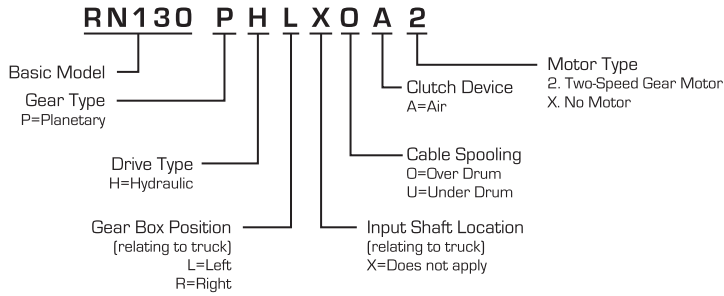 RN130 P H L X O A 2
Basic Model
Gear Type
P=Planetary
Drive Type
H=Hydraulic
Gear Box Position
(relating to truck)
L=Left
R=Right
Motor Type
2. Two-Speed Gear Motor
X. No Motor
Clutch Device
A=Air
Cable Spooling
O=Over Drum
U=Under Drum
Input Shaft Location
(relating to truck)
X=Does not apply